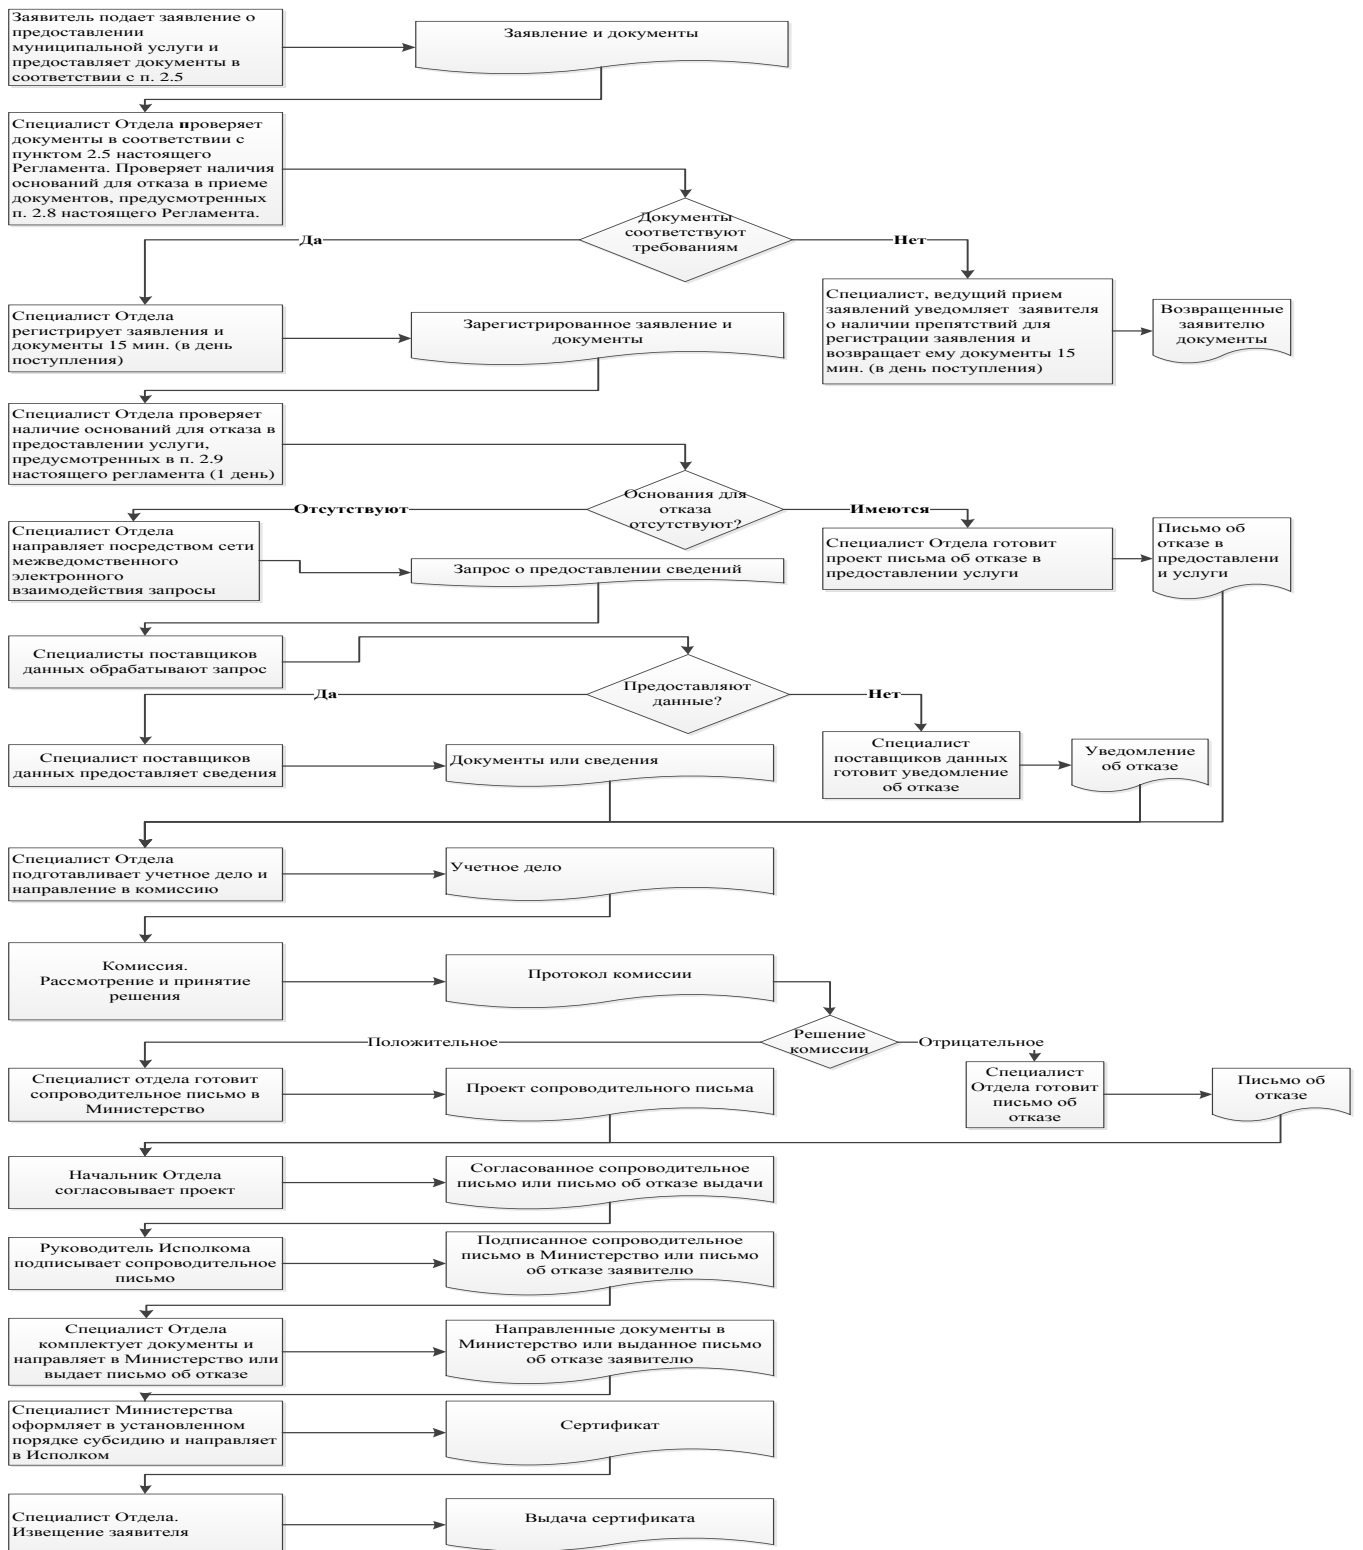 Заявитель подает заявление о
предоставлении
муниципальной услуги и
предоставляет документы в
соответствии с п. 2.5
Заявление и документы
Специалист Отдела проверяет
документы в соответствии с
пунктом 2.5 настоящего
Регламента. Проверяет наличия
оснований для отказа в приеме
документов, предусмотренных
п. 2.8 настоящего Регламента.
Документы
соответствуют
требованиям
Да
Нет
Специалист Отдела
регистрирует заявления и
документы 15 мин. (в день
поступления)
Зарегистрированное заявление и
документы
Специалист, ведущий прием
заявлений уведомляет заявителя
о наличии препятствий для
регистрации заявления и
возвращает ему документы 15
мин. (в день поступления)
Возвращенные
заявителю
документы
Специалист Отдела проверяет
наличие оснований для отказа в
предоставлении услуги,
предусмотренных в п. 2.9
настоящего регламента (1 день)
Основания для
отказа
отсутствуют?
Отсутствуют
Имеются
Специалист Отдела
направляет посредством сети
межведомственного
электронного
взаимодействия запросы
Запрос о предоставлении сведений
Специалист Отдела готовит
проект письма об отказе в
предоставлении услуги
Письмо об
отказе в
предоставлени
и услуги
Специалисты поставщиков
данных обрабатывают запрос
Предоставляют
данные?
Да
Нет
Специалист поставщиков
данных предоставляет сведения
Документы или сведения
Специалист
поставщиков данных
готовит уведомление
об отказе
Уведомление
об отказе
Специалист Отдела
подготавливает учетное дело и
направление в комиссию
Учетное дело
Комиссия.
Рассмотрение и принятие
решения
Протокол комиссии
Решение
комиссии
Положительное
Отрицательное
Специалист отдела готовит
сопроводительное письмо в
Министерство
Проект сопроводительного письма
Специалист
Отдела готовит
письмо об
отказе
Письмо об
отказе
Начальник Отдела
согласовывает проект
Согласованное сопроводительное
письмо или письмо об отказе выдачи
Руководитель Исполкома
подписывает сопроводительное
письмо
Подписанное сопроводительное
письмо в Министерство или письмо
об отказе заявителю
Специалист Отдела
комплектует документы и
направляет в Министерство или
выдает письмо об отказе
Направленные документы в
Министерство или выданное письмо
об отказе заявителю
Специалист Министерства
оформляет в установленном
порядке субсидию и направляет
в Исполком
Сертификат
Специалист Отдела.
Извещение заявителя
Выдача сертификата